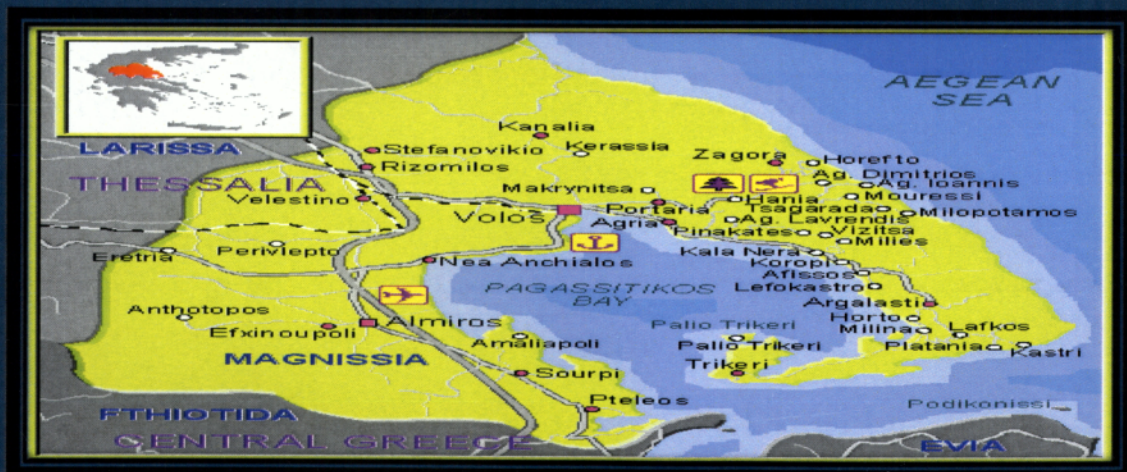 AEGEAN
SEA
LARISSA
THESSALIA
Kanalia
Stefanovikio
Kerassia
Rizomilos
Zagora
Horefto
Ag. Dimitrios
Ag. Ioannis
Velestino
Makrynitsa
Hania
Mouressi
Volos
Portaria
Tsagarada
Milopotamos
Agria
Ag. Lavrendis
Pinakates
Vizitsa
Milies
Eretria
Perivlepto
Nea Anchialos
Kala Nera
Koropi
Afissos
Lefokastro
PAGASSITIKOS
BAY
Argalasti
Anthotopos
Efxinoupoli
Almiros
Horto
Palio Trikeri
Milina
Lafkos
Amaliapoli
Palio Trikeri
Platania
Kastri
MAGNISSIA
Sourpi
Trikeri
Pteleos
Podikonissi
FTHIOTIDA
CENTRAL GREECE
EVIA